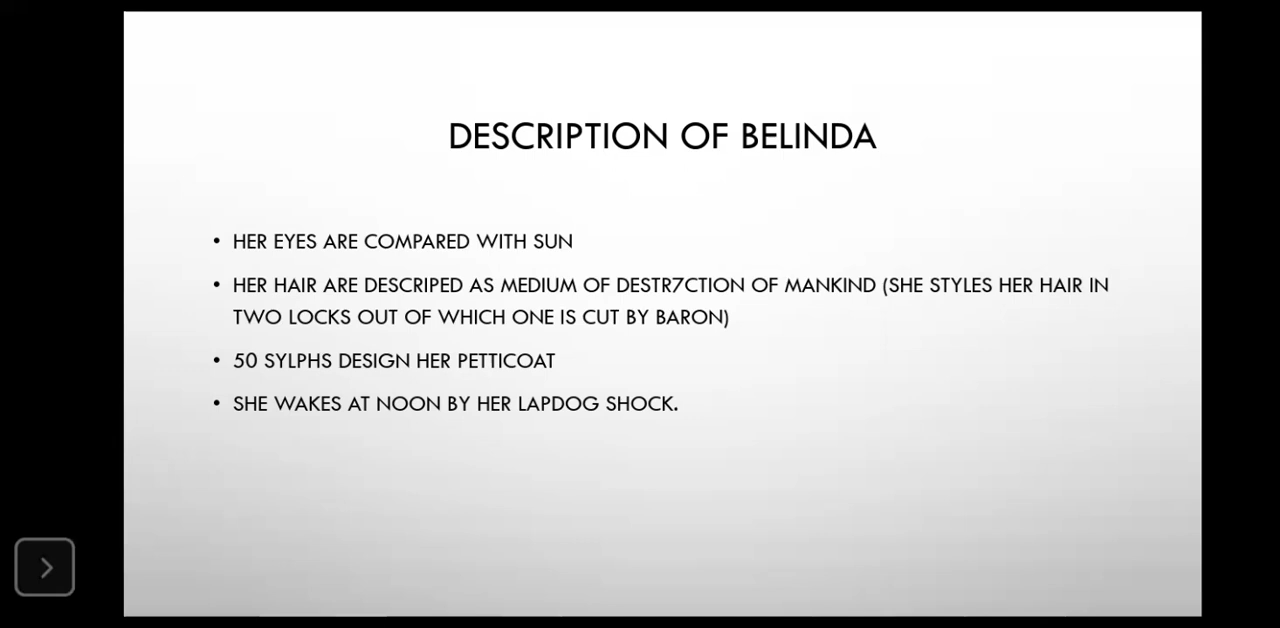 DESCRIPTION OF BELINDA
• HER EYES ARE COMPARED WITH SUN
• HER HAIR ARE DESCRIPED AS MEDIUM OF DESTR7CTION OF MANKIND (SHE STYLES HER HAIR IN
TWO LOCKS OUT OF WHICH ONE IS CUT BY BARON)
• 50 SYLPHS DESIGN HER PETTICOAT
• SHE WAKES AT NOON BY HER LAPDOG SHOCK.